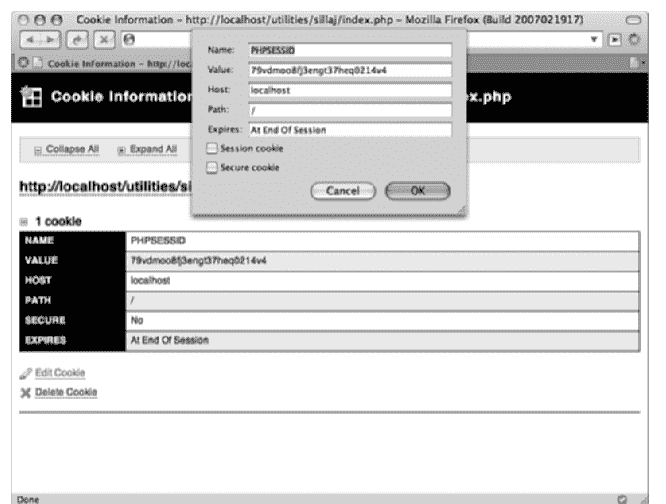 Cookie Information - http://localhost/utilities/sillaj/index.php - Mozilla Firefox (Build 2007021917)
Cookie Information - http://loc
Cookie Information
x.php
Name: PHPSESSID
Value: 79vdmoo8fj3engt37heq0214v4
Host: localhost
Path: /
Expires: At End Of Session
Session cookie
Secure cookie
Cancel OK
Collapse All Expand All
http://localhost/utilities/si
1 cookie
NAME PHPSESSID
VALUE 79vdmoo8fj3engt37heq0214v4
HOST localhost
PATH /
SECURE No
EXPIRES At End Of Session
Edit Cookie
Delete Cookie
Done